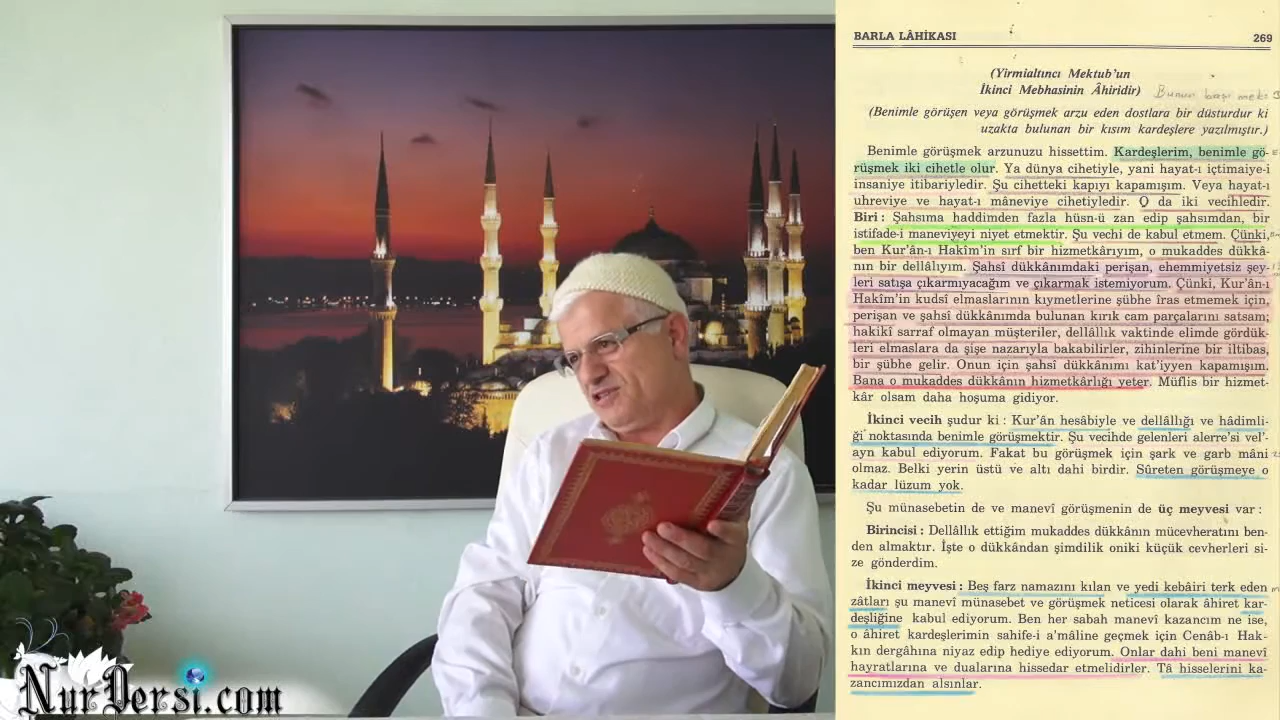 BARLA LÂHİKASI 269
(Yirmialtıncı Mektub'un
İkinci Mebhasinin Âhiridir)
Bunun başı mek
(Benimle görüşen veya görüşmek arzu eden dostlara bir düsturdur ki
uzakta bulunan bir kısım kardeşlere yazılmıştır.)
Benimle görüşmek arzunuzu hissettim. Kardeşlerim, benimle gö-
rüşmek iki cihetle olur. Ya dünya cihetiyle, yani hayat-ı içtimaiye-i
insaniye itibariyledir. Şu cihetteki kapıyı kapamışım. Veya hayat-ı
uhreviye ve hayat-ı mâneviye cihetiyledir. O da iki vecihledir.
Biri : Şahsıma haddimden fazla hüsn-ü zan edip şahsımdan, bir
istifade-i maneviyeyi niyet etmektir. Şu vechi de kabul etmem. Çünki,
ben Kur'ân-ı Hakîm'in sırf bir hizmetkârıyım, o mukaddes dükkâ-
nın bir dellâlıyım. Şahsî dükkânımdaki perişan, ehemmiyetsiz şey-
leri satışa çıkarmıyacağım ve çıkarmak istemiyorum. Çünki, Kur'ân-ı
Hakîm'in kudsî elmaslarının kıymetlerine şübhe îras etmemek için,
perişan ve şahsî dükkânımda bulunan kırık cam parçalarını satsam;
hakikî sarraf olmayan müşteriler, dellâllık vaktinde elimde gördük-
leri elmaslara da şişe nazarıyla bakabilirler, zihinlerine bir iltibas,
bir şübhe gelir. Onun için şahsî dükkânımı kat'iyyen kapamışım.
Bana o mukaddes dükkânın hizmetkârlığı yeter. Müflis bir hizmet-
kâr olsam daha hoşuma gidiyor.
İkinci vecih şudur ki : Kur'ân hesâbiyle ve dellâllığı ve hâdimli-
ği noktasında benimle görüşmektir. Şu vecihde gelenleri alerre'si vel'-
ayn kabul ediyorum. Fakat bu görüşmek için şark ve garb mâni
olmaz. Belki yerin üstü ve altı dahi birdir. Sûreten görüşmeye o
kadar lüzum yok.
Şu münasebetin de ve manevî görüşmenin de üç meyvesi var :
Birincisi : Dellâllık ettiğim mukaddes dükkânın mücevheratını ben-
den almaktır. İşte o dükkândan şimdilik oniki küçük cevherleri si-
ze gönderdim.
İkinci meyvesi : Beş farz namazını kılan ve yedi kebâiri terk eden
zâtları şu manevî münasebet ve görüşmek neticesi olarak âhiret kar-
deşliğine kabul ediyorum. Ben her sabah manevî kazancım ne ise,
o âhiret kardeşlerimin sahife-i a'mâline geçmek için Cenâb-ı Hak-
kın dergâhına niyaz edip hediye ediyorum. Onlar dahi beni manevî
hayratlarına ve dualarına hissedar etmelidirler. Tâ hisselerini ka-
zancımızdan alsınlar.
NurDersi.com